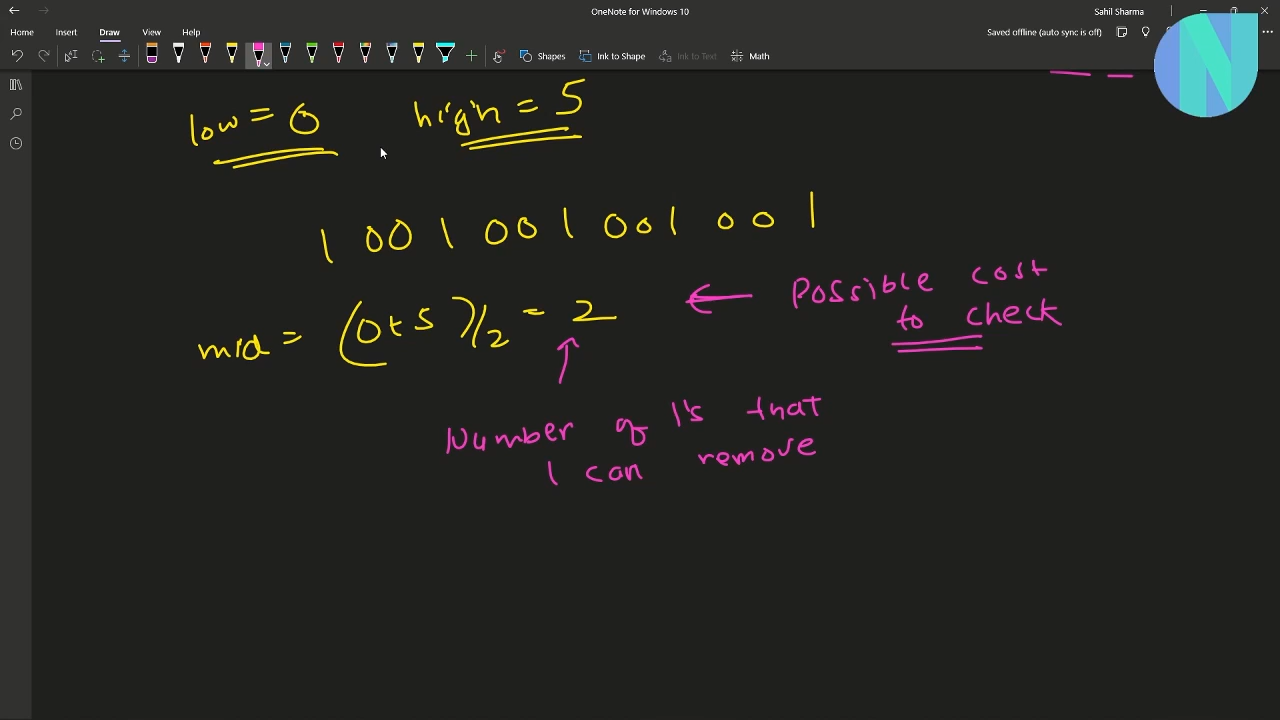 OneNote for Windows 10
Sahil Sharma
Home Insert Draw View Help
Saved offline (auto sync is off)
Shapes Ink to Shape Ink to Text Math
low = 0 high = 5
1 00 1 00 1 00 1 00 1
mid = (0+5)/2 = 2
← Possible cost
to check
Number of 1's that
I can remove